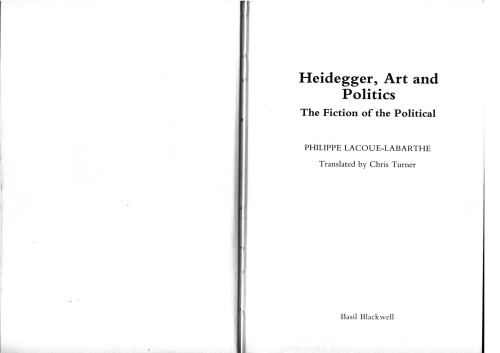 Heidegger, Art and
Politics
The Fiction of the Political
PHILIPPE LACOUE-LABARTHE
Translated by Chris Turner
Basil Blackwell